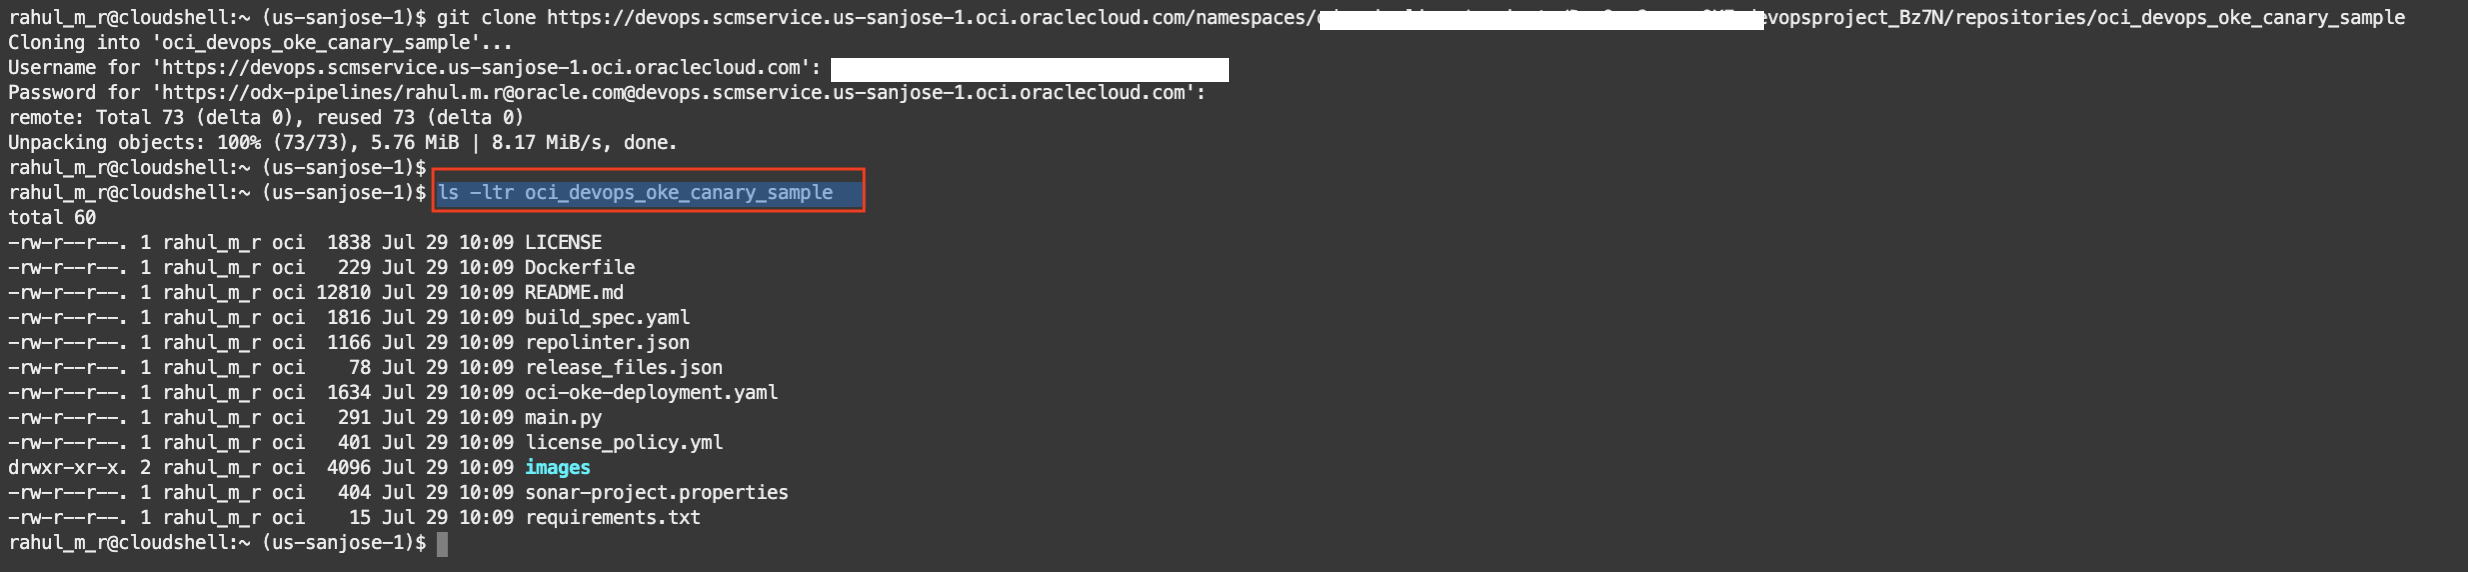 rahul_m_r@cloudshell:~ (us-sanjose-1)$ git clone https://devops.scmservice.us-sanjose-1.oci.oraclecloud.com/namespaces/ evopsproject_Bz7N/repositories/oci_devops_oke_canary_sample
Cloning into 'oci_devops_oke_canary_sample'...
Username for 'https://devops.scmservice.us-sanjose-1.oci.oraclecloud.com':
Password for 'https://odx-pipelines/rahul.m.r@oracle.com@devops.scmservice.us-sanjose-1.oci.oraclecloud.com':
remote: Total 73 (delta 0), reused 73 (delta 0)
Unpacking objects: 100% (73/73), 5.76 MiB | 8.17 MiB/s, done.
rahul_m_r@cloudshell:~ (us-sanjose-1)$
rahul_m_r@cloudshell:~ (us-sanjose-1)$ ls -ltr oci_devops_oke_canary_sample
total 60
-rw-r--r--. 1 rahul_m_r oci  1838 Jul 29 10:09 LICENSE
-rw-r--r--. 1 rahul_m_r oci   229 Jul 29 10:09 Dockerfile
-rw-r--r--. 1 rahul_m_r oci 12810 Jul 29 10:09 README.md
-rw-r--r--. 1 rahul_m_r oci  1816 Jul 29 10:09 build_spec.yaml
-rw-r--r--. 1 rahul_m_r oci  1166 Jul 29 10:09 repolinter.json
-rw-r--r--. 1 rahul_m_r oci    78 Jul 29 10:09 release_files.json
-rw-r--r--. 1 rahul_m_r oci  1634 Jul 29 10:09 oci-oke-deployment.yaml
-rw-r--r--. 1 rahul_m_r oci   291 Jul 29 10:09 main.py
-rw-r--r--. 1 rahul_m_r oci   401 Jul 29 10:09 license_policy.yml
drwxr-xr-x. 2 rahul_m_r oci  4096 Jul 29 10:09 images
-rw-r--r--. 1 rahul_m_r oci   404 Jul 29 10:09 sonar-project.properties
-rw-r--r--. 1 rahul_m_r oci    15 Jul 29 10:09 requirements.txt
rahul_m_r@cloudshell:~ (us-sanjose-1)$